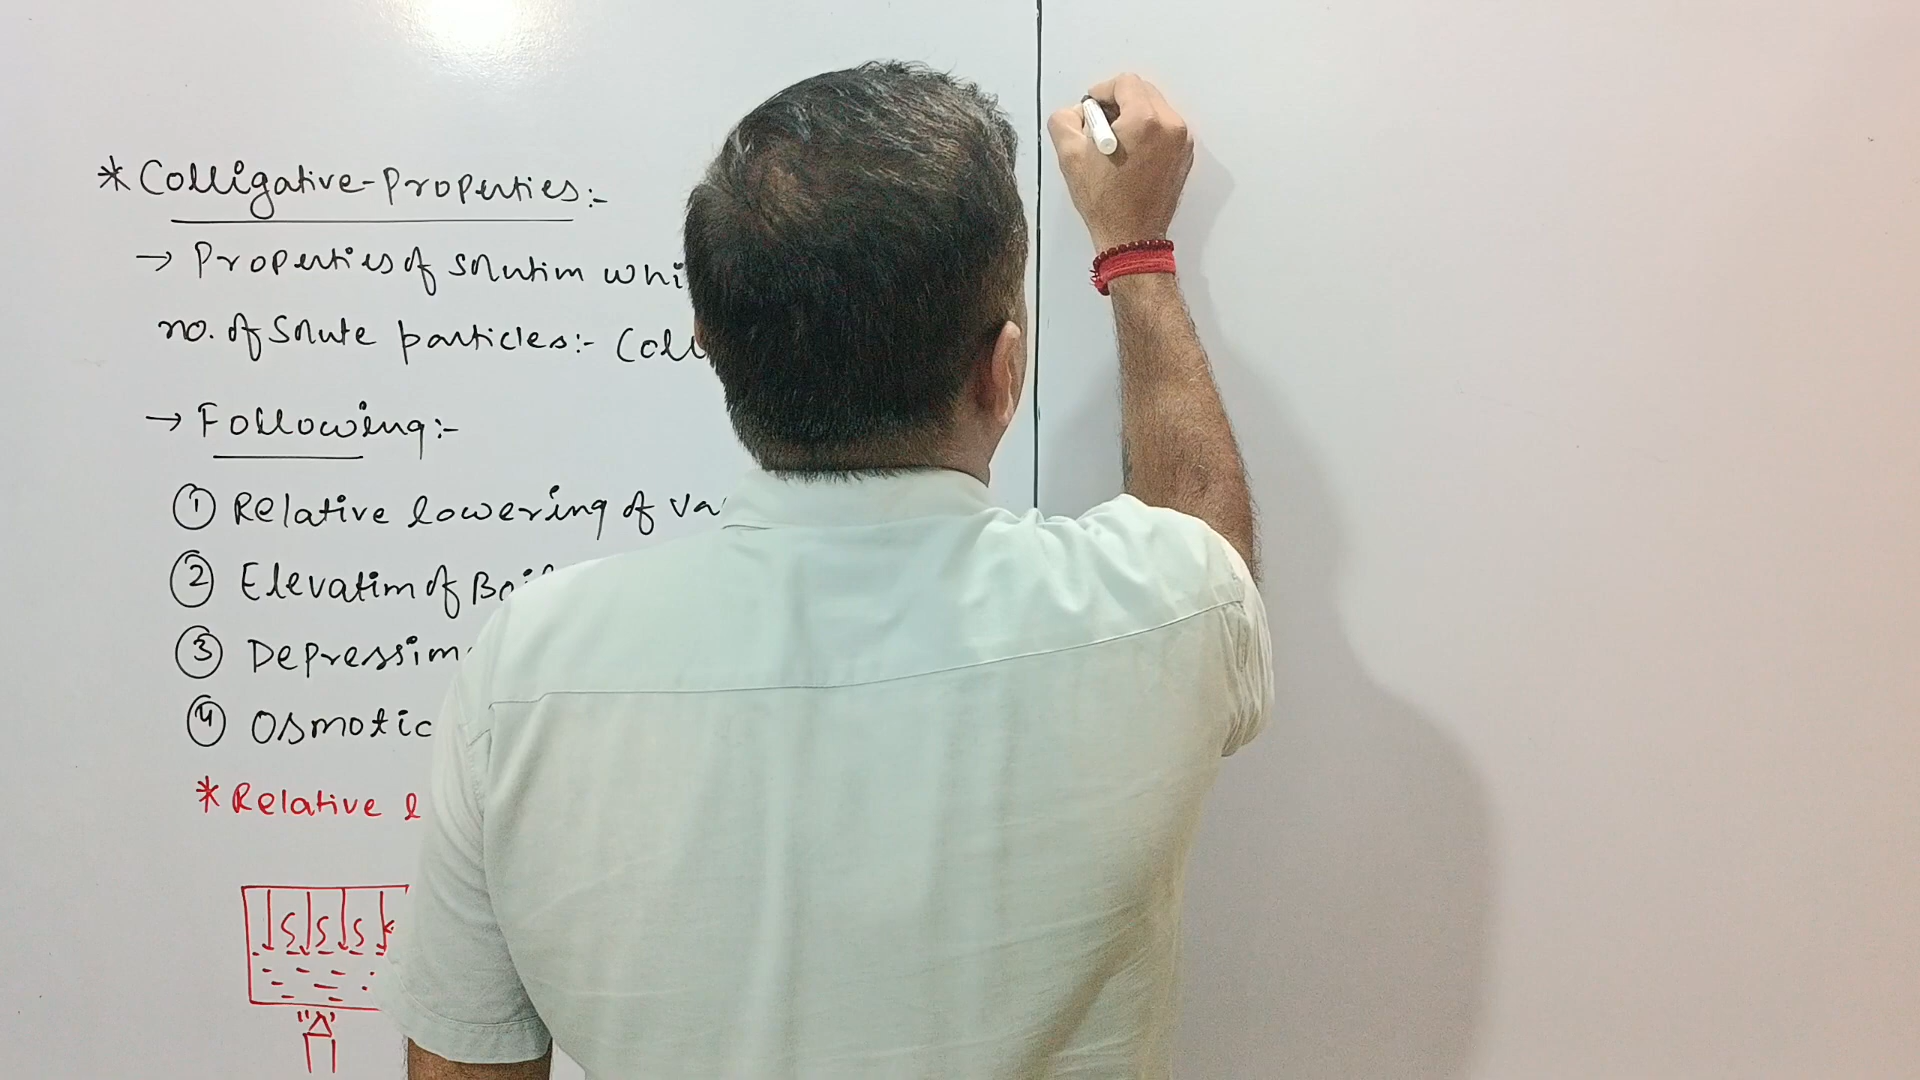 * Colligative-Properties:-
→ Properties of solution whi
no. of Solute particles:- Coll
→ Following:-
① Relative lowering of va
② Elevation of Boi
③ Depression
④ Osmotic
* Relative l
"Δ"